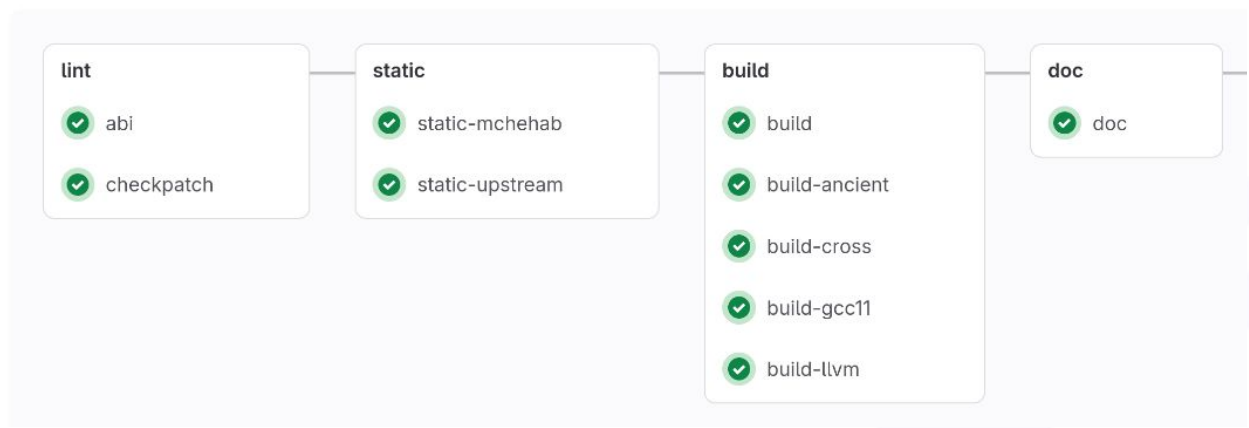 lint
abi
checkpatch
static
static-mchehab
static-upstream
build
build
build-ancient
build-cross
build-gcc11
build-llvm
doc
doc